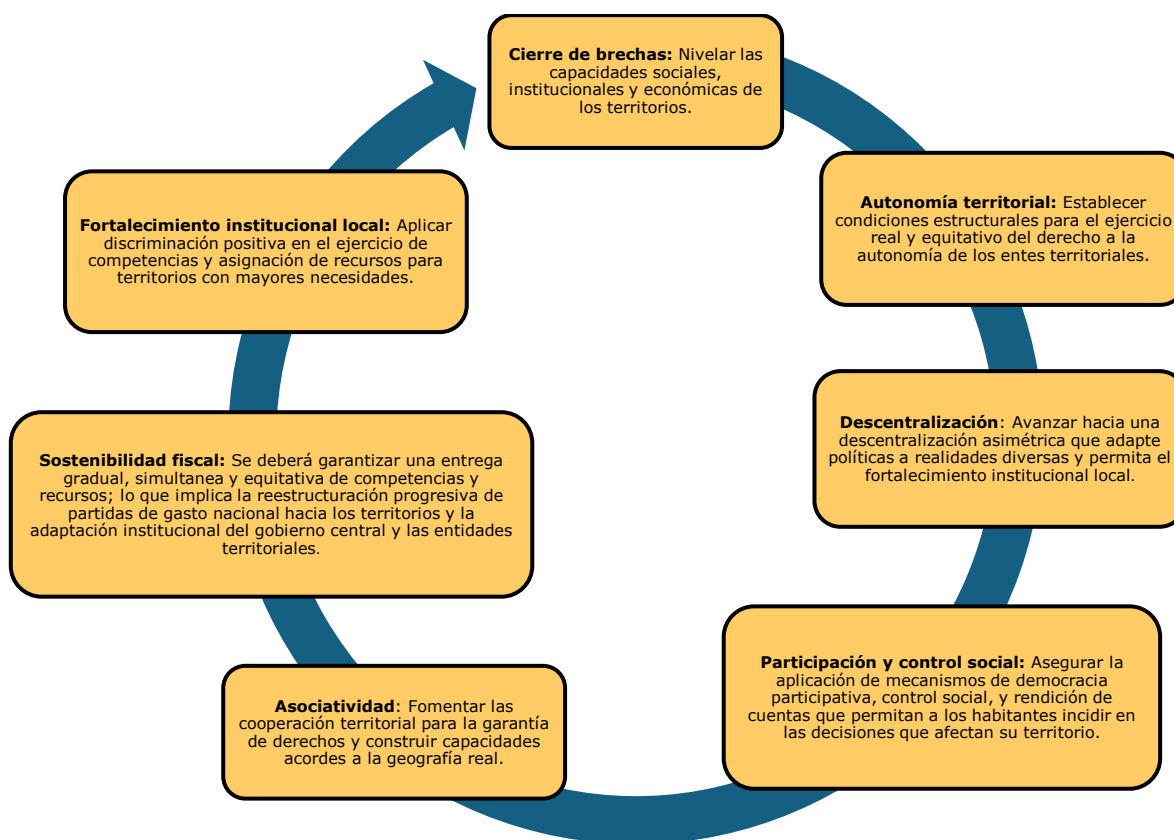 Cierre de brechas: Nivelar las
capacidades sociales,
institucionales y económicas de
los territorios.
Autonomía territorial: Establecer
condiciones estructurales para el ejercicio
real y equitativo del derecho a la
autonomía de los entes territoriales.
Descentralización: Avanzar hacia una
descentralización asimétrica que adapte
políticas a realidades diversas y permita el
fortalecimiento institucional local.
Participación y control social: Asegurar la
aplicación de mecanismos de democracia
participativa, control social, y rendición de
cuentas que permitan a los habitantes incidir en
las decisiones que afectan su territorio.
Asociatividad: Fomentar las
cooperación territorial para la garantía
de derechos y construir capacidades
acordes a la geografía real.
Sostenibilidad fiscal: Se deberá garantizar una entrega
gradual, simultanea y equitativa de competencias y
recursos; lo que implica la reestructuración progresiva de
partidas de gasto nacional hacia los territorios y la
adaptación institucional del gobierno central y las entidades
territoriales.
Fortalecimiento institucional local: Aplicar
discriminación positiva en el ejercicio de
competencias y asignación de recursos para
territorios con mayores necesidades.